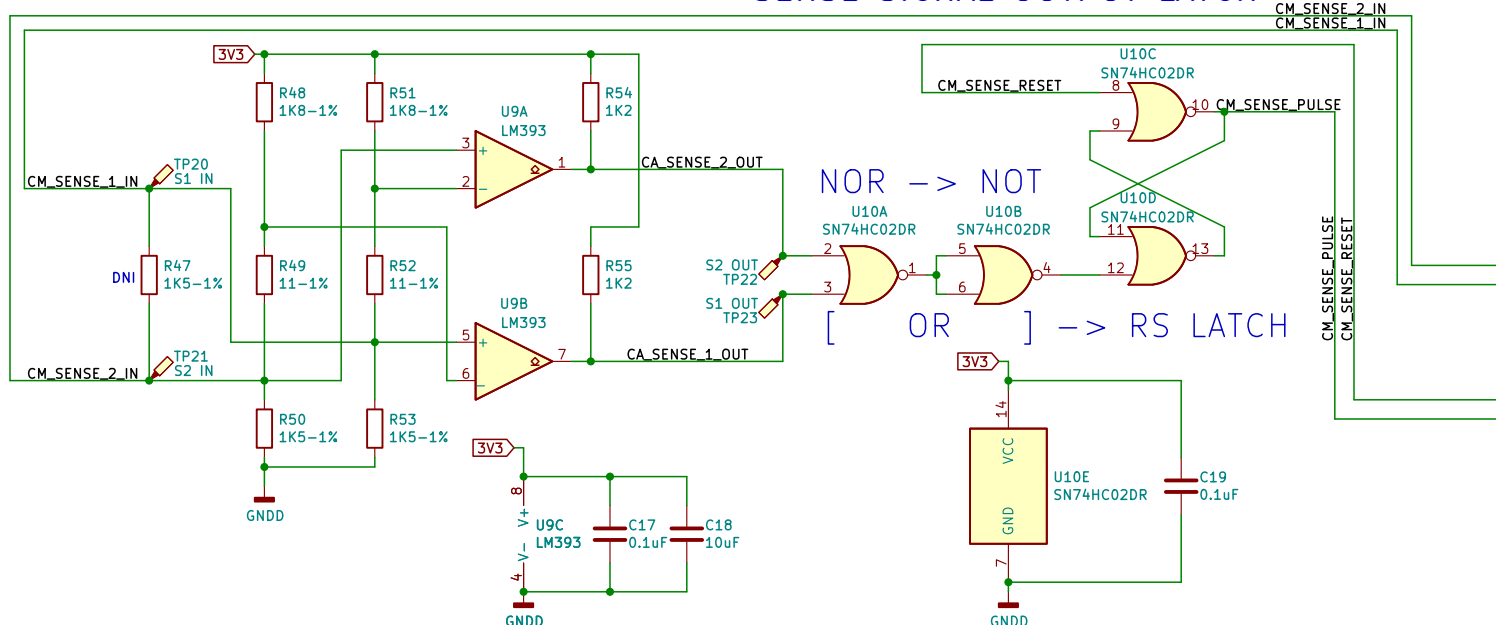 CM_SENSE_2_IN
CM_SENSE_1_IN
3V3
R48
1K8-1%
R51
1K8-1%
R54
1K2
U9A
LM393
3
+
2
−
1
CA_SENSE_2_OUT
U10C
SN74HC02DR
CM_SENSE_RESET
8
9
10
CM_SENSE_PULSE
TP20
S1 IN
CM_SENSE_1_IN
NOR -> NOT
U10A
SN74HC02DR
U10B
SN74HC02DR
U10D
SN74HC02DR
11
12
13
DNI
R47
1K5-1%
R49
11-1%
R52
11-1%
R55
1K2
S2 OUT
TP22
S1 OUT
TP23
2
3
1
5
6
4
U9B
LM393
5
+
6
−
7
CA_SENSE_1_OUT
[ OR ] -> RS LATCH
CM_SENSE_PULSE
CM_SENSE_RESET
TP21
S2 IN
CM_SENSE_2_IN
R50
1K5-1%
R53
1K5-1%
GNDD
3V3
8
V+
V-
4
U9C
LM393
C17
0.1uF
C18
10uF
GNDD
3V3
14
VCC
GND
7
U10E
SN74HC02DR
C19
0.1uF
GNDD